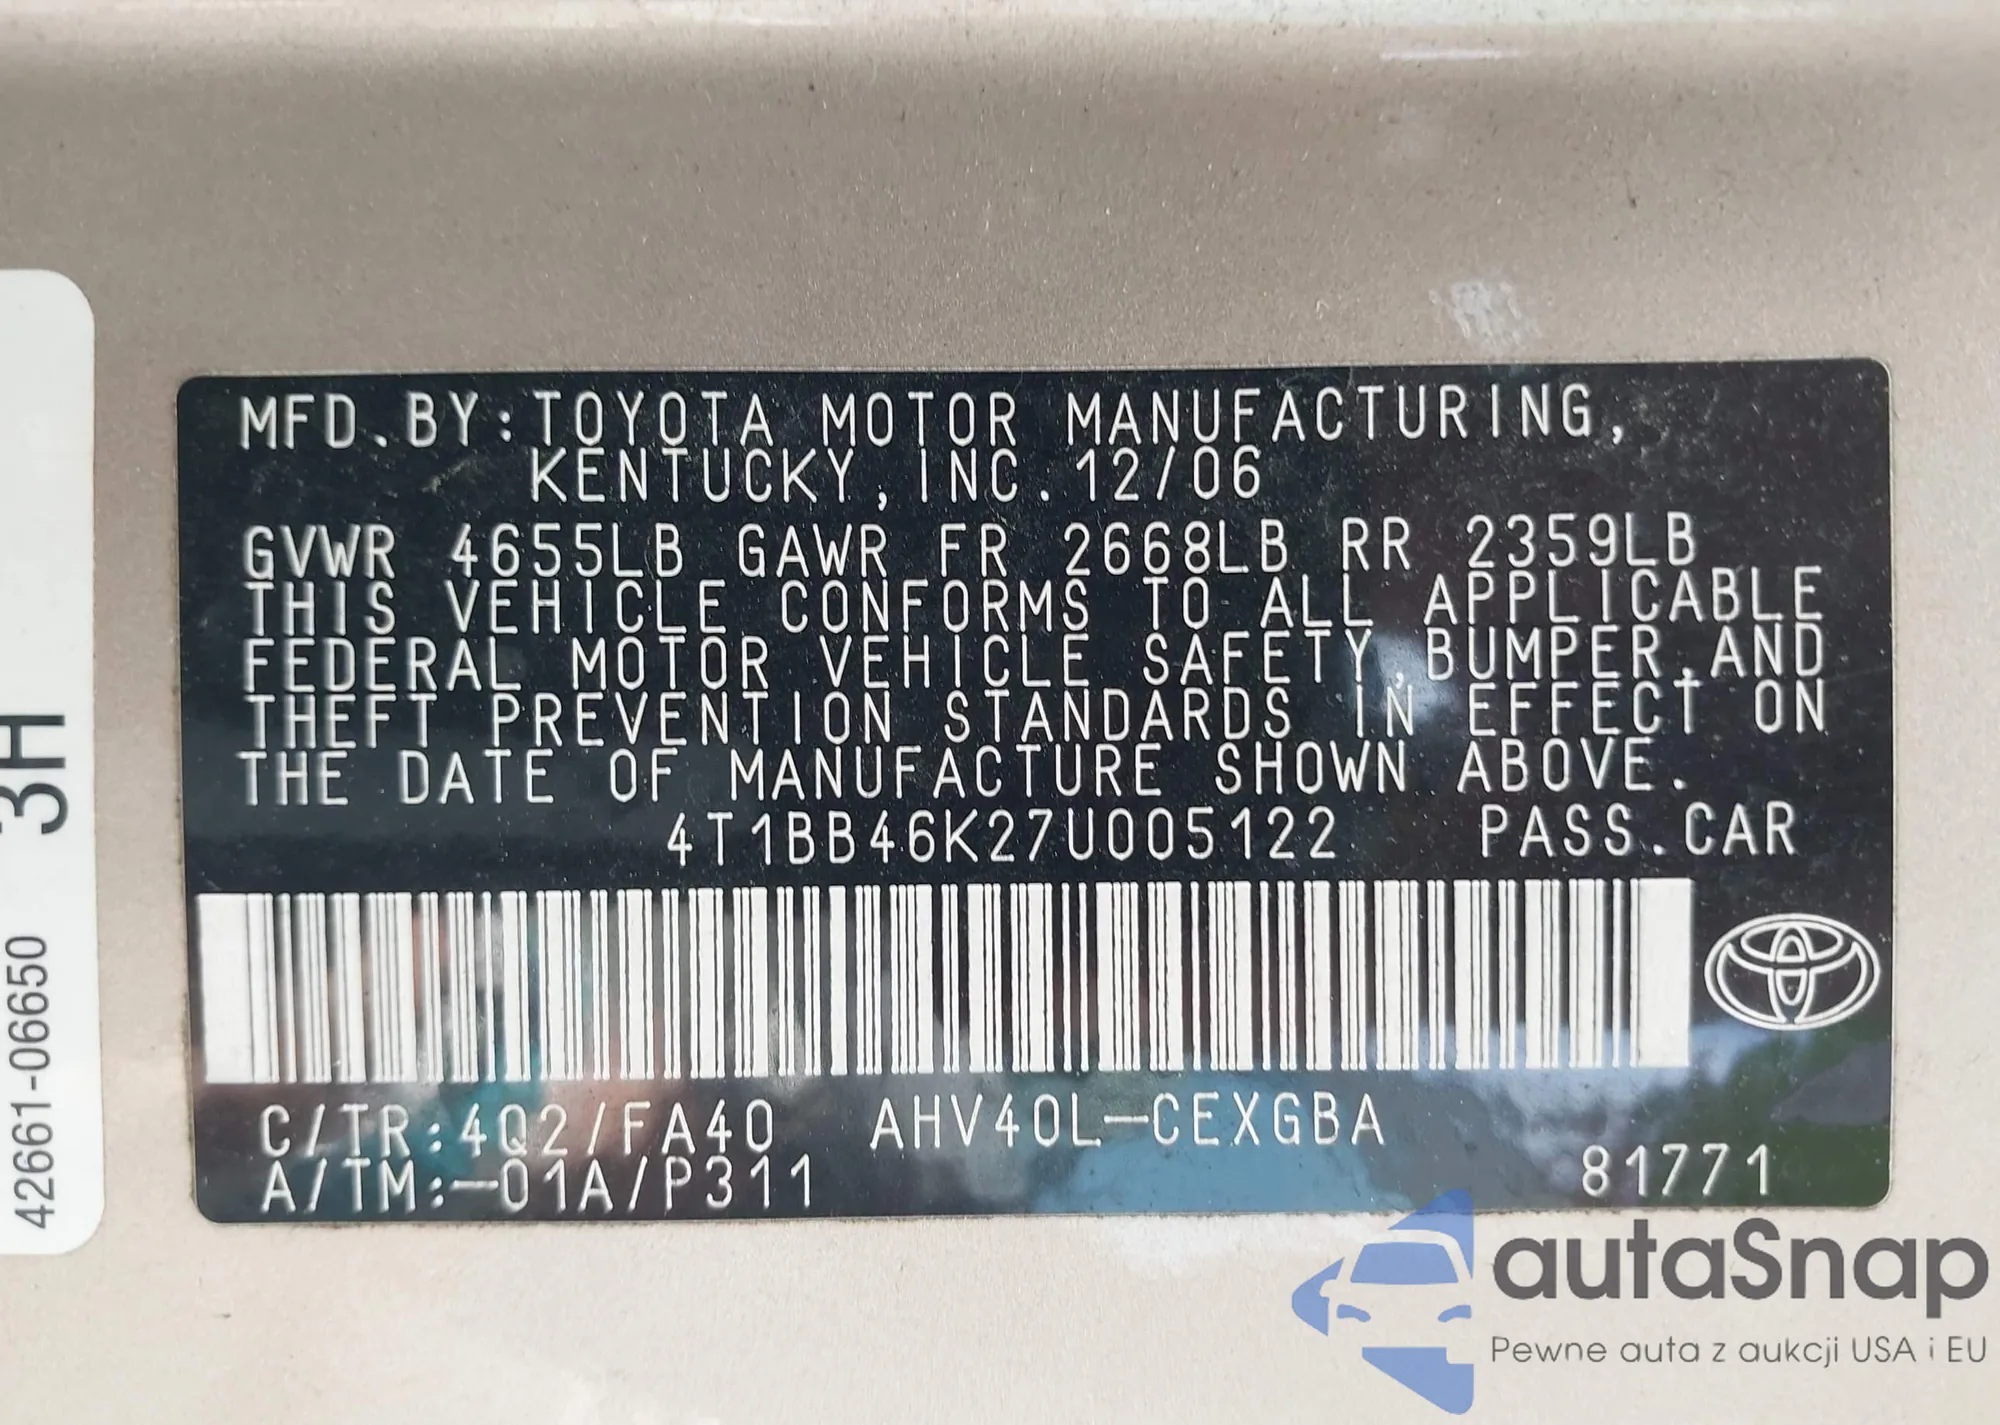 MFD.BY:TOYOTA MOTOR MANUFACTURING,
KENTUCKY,INC.12/06
GVWR 4655LB GAWR FR 2668LB RR 2359LB
THIS VEHICLE CONFORMS TO ALL APPLICABLE
FEDERAL MOTOR VEHICLE SAFETY,BUMPER,AND
THEFT PREVENTION STANDARDS IN EFFECT ON
THE DATE OF MANUFACTURE SHOWN ABOVE.
4T1BB46K27U005122 PASS.CAR
C/TR:4Q2/FA40 AHV40L-CEXGBA
A/TM:-01A/P311 81771
42661-06650 3H
autaSnap
Pewne auta z aukcji USA i EU